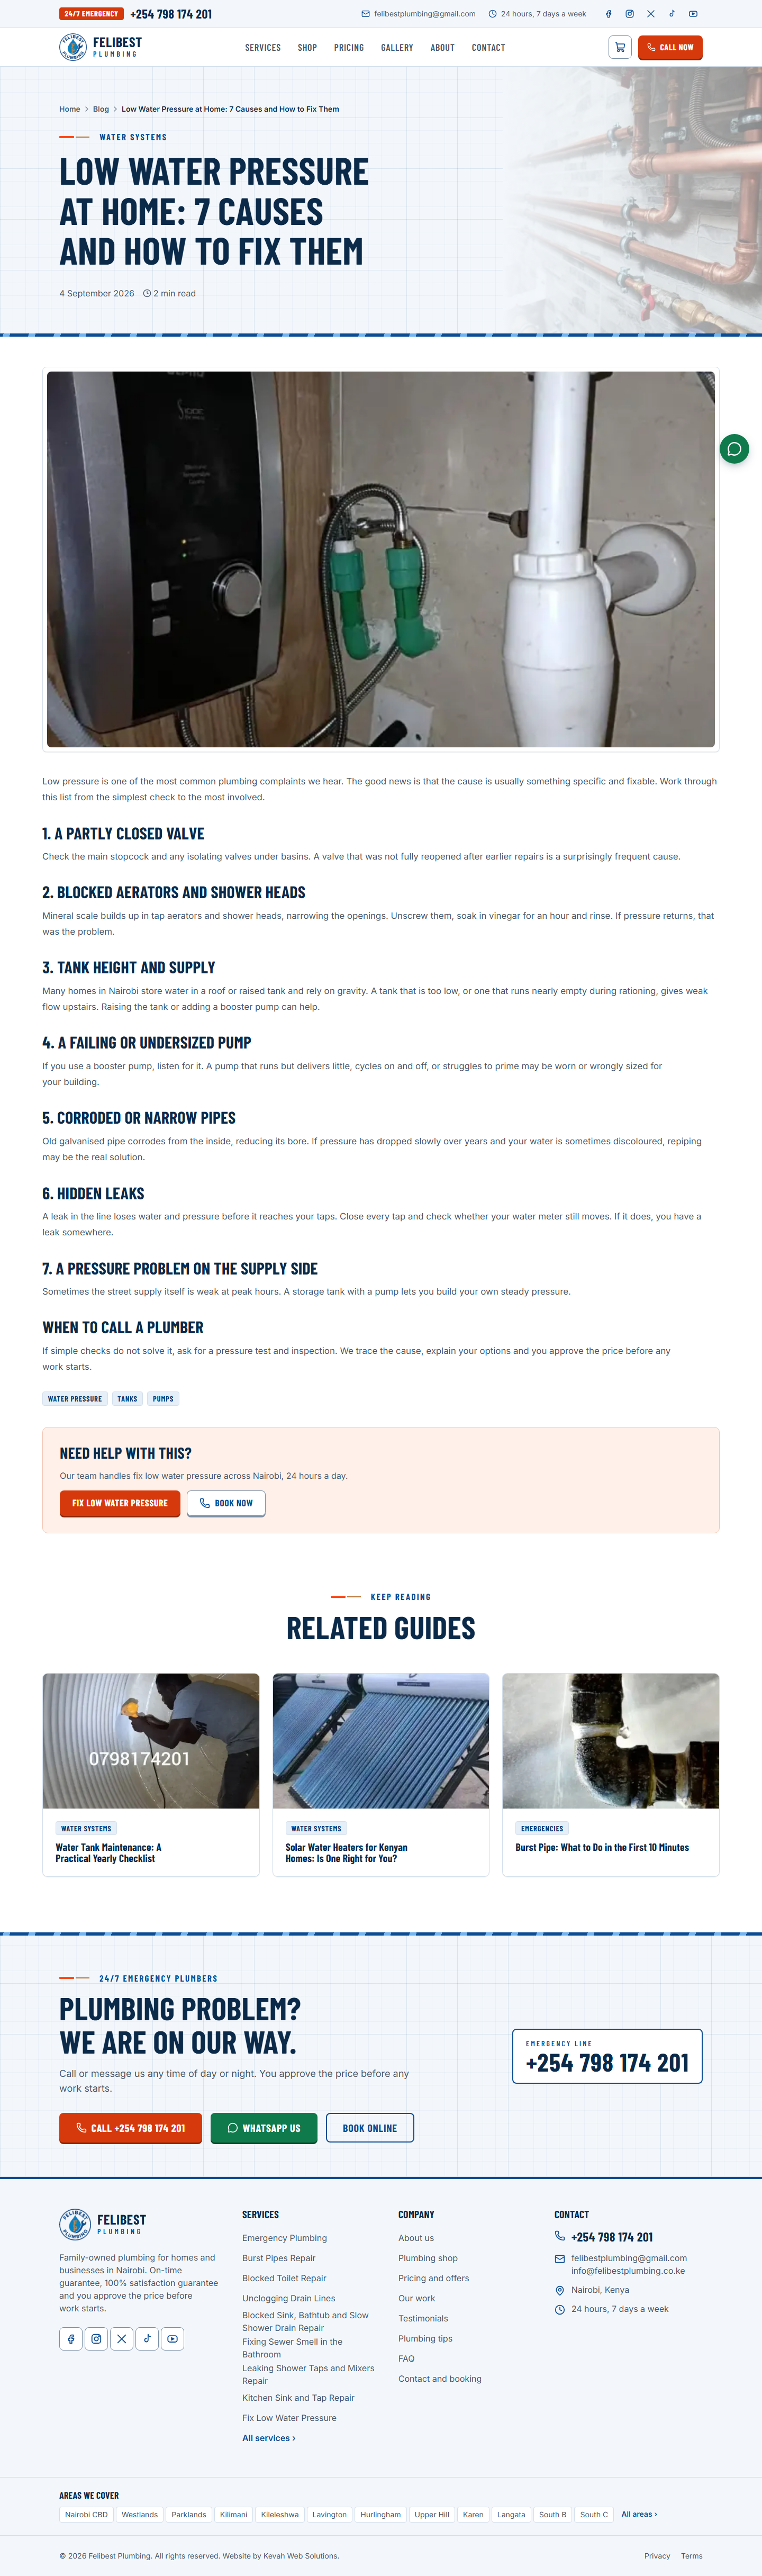 24/7 EMERGENCY +254 798 174 201 felibestplumbing@gmail.com 24 hours, 7 days a week
FELIBEST
PLUMBING
SERVICES SHOP PRICING GALLERY ABOUT CONTACT
CALL NOW
Home > Blog > Low Water Pressure at Home: 7 Causes and How to Fix Them
WATER SYSTEMS
LOW WATER PRESSURE
AT HOME: 7 CAUSES
AND HOW TO FIX THEM
4 September 2026 2 min read
Low pressure is one of the most common plumbing complaints we hear. The good news is that the cause is usually something specific and fixable. Work through
this list from the simplest check to the most involved.
1. A PARTLY CLOSED VALVE
Check the main stopcock and any isolating valves under basins. A valve that was not fully reopened after earlier repairs is a surprisingly frequent cause.
2. BLOCKED AERATORS AND SHOWER HEADS
Mineral scale builds up in tap aerators and shower heads, narrowing the openings. Unscrew them, soak in vinegar for an hour and rinse. If pressure returns, that
was the problem.
3. TANK HEIGHT AND SUPPLY
Many homes in Nairobi store water in a roof or raised tank and rely on gravity. A tank that is too low, or one that runs nearly empty during rationing, gives weak
flow upstairs. Raising the tank or adding a booster pump can help.
4. A FAILING OR UNDERSIZED PUMP
If you use a booster pump, listen for it. A pump that runs but delivers little, cycles on and off, or struggles to prime may be worn or wrongly sized for
your building.
5. CORRODED OR NARROW PIPES
Old galvanised pipe corrodes from the inside, reducing its bore. If pressure has dropped slowly over years and your water is sometimes discoloured, repiping
may be the real solution.
6. HIDDEN LEAKS
A leak in the line loses water and pressure before it reaches your taps. Close every tap and check whether your water meter still moves. If it does, you have a
leak somewhere.
7. A PRESSURE PROBLEM ON THE SUPPLY SIDE
Sometimes the street supply itself is weak at peak hours. A storage tank with a pump lets you build your own steady pressure.
WHEN TO CALL A PLUMBER
If simple checks do not solve it, ask for a pressure test and inspection. We trace the cause, explain your options and you approve the price before any
work starts.
WATER PRESSURE TANKS PUMPS
NEED HELP WITH THIS?
Our team handles fix low water pressure across Nairobi, 24 hours a day.
FIX LOW WATER PRESSURE BOOK NOW
KEEP READING
RELATED GUIDES
0798174201
WATER SYSTEMS
Water Tank Maintenance: A
Practical Yearly Checklist
WATER SYSTEMS
Solar Water Heaters for Kenyan
Homes: Is One Right for You?
EMERGENCIES
Burst Pipe: What to Do in the First 10 Minutes
24/7 EMERGENCY PLUMBERS
PLUMBING PROBLEM?
WE ARE ON OUR WAY.
Call or message us any time of day or night. You approve the price before any
work starts.
CALL +254 798 174 201 WHATSAPP US BOOK ONLINE
EMERGENCY LINE
+254 798 174 201
FELIBEST
PLUMBING
Family-owned plumbing for homes and
businesses in Nairobi. On-time
guarantee, 100% satisfaction guarantee
and you approve the price before
work starts.
SERVICES
Emergency Plumbing
Burst Pipes Repair
Blocked Toilet Repair
Unclogging Drain Lines
Blocked Sink, Bathtub and Slow
Shower Drain Repair
Fixing Sewer Smell in the
Bathroom
Leaking Shower Taps and Mixers
Repair
Kitchen Sink and Tap Repair
Fix Low Water Pressure
All services ›
COMPANY
About us
Plumbing shop
Pricing and offers
Our work
Testimonials
Plumbing tips
FAQ
Contact and booking
CONTACT
+254 798 174 201
felibestplumbing@gmail.com
info@felibestplumbing.co.ke
Nairobi, Kenya
24 hours, 7 days a week
AREAS WE COVER
Nairobi CBD Westlands Parklands Kilimani Kileleshwa Lavington Hurlingham Upper Hill Karen Langata South B South C All areas ›
© 2026 Felibest Plumbing. All rights reserved. Website by Kevah Web Solutions. Privacy Terms